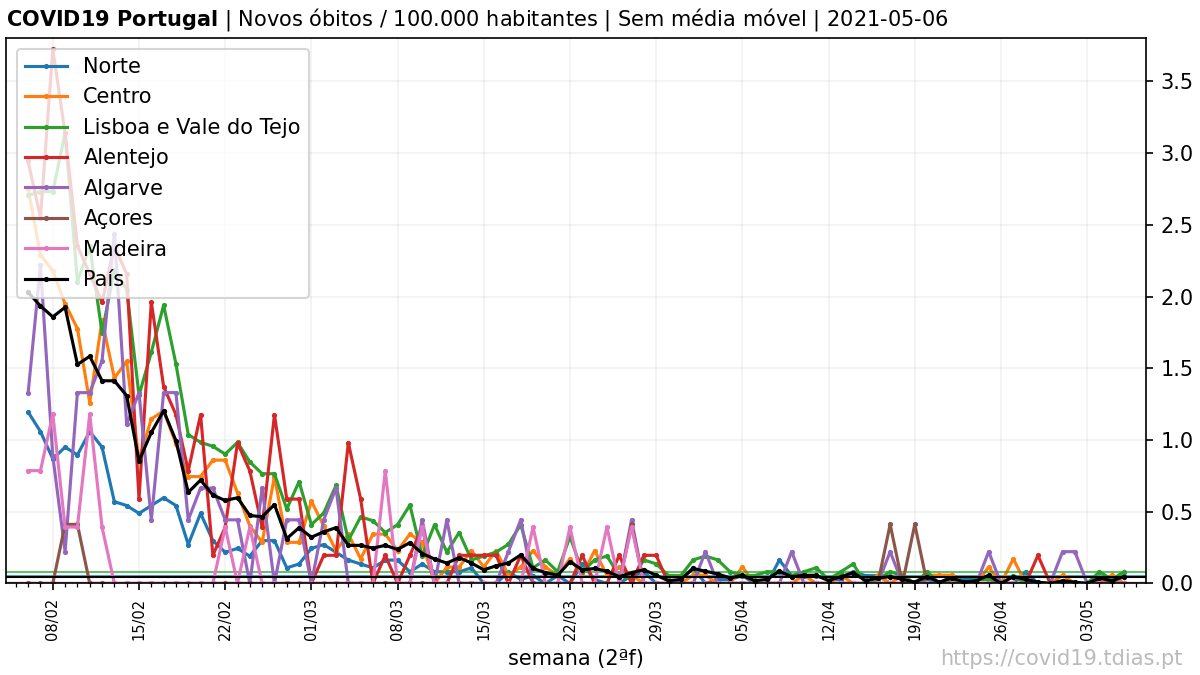 COVID19 Portugal | Novos óbitos / 100.000 habitantes | Sem média móvel | 2021-05-06
Norte
Centro
Lisboa e Vale do Tejo
Alentejo
Algarve
Açores
Madeira
País
3.5
3.0
2.5
2.0
1.5
1.0
0.5
0.0
08/02
15/02
22/02
01/03
08/03
15/03
22/03
29/03
05/04
12/04
19/04
26/04
03/05
semana (2ªf)
https://covid19.tdias.pt